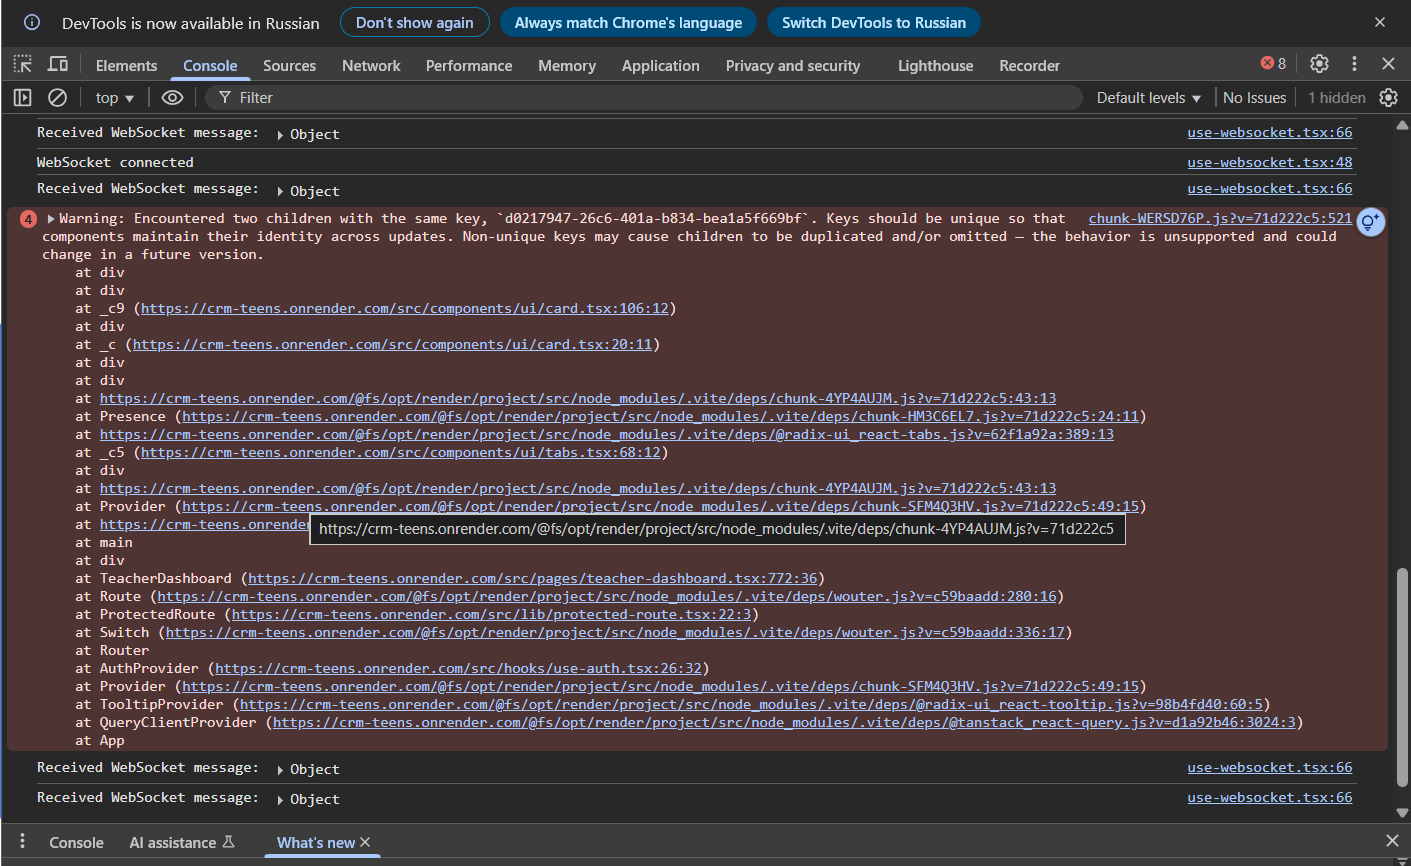 DevTools is now available in Russian
Don't show again
Always match Chrome's language
Switch DevTools to Russian
Elements
Console
Sources
Network
Performance
Memory
Application
Privacy and security
Lighthouse
Recorder
8
top
Filter
Default levels
No Issues
1 hidden
Received WebSocket message: Object use-websocket.tsx:66
WebSocket connected use-websocket.tsx:48
Received WebSocket message: Object use-websocket.tsx:66
4 Warning: Encountered two children with the same key, `d0217947-26c6-401a-b834-bea1a5f669bf`. Keys should be unique so that chunk-WERSD76P.js?v=71d222c5:521
components maintain their identity across updates. Non-unique keys may cause children to be duplicated and/or omitted — the behavior is unsupported and could
change in a future version.
at div
at div
at _c9 (https://crm-teens.onrender.com/src/components/ui/card.tsx:106:12)
at div
at _c (https://crm-teens.onrender.com/src/components/ui/card.tsx:20:11)
at div
at div
at https://crm-teens.onrender.com/@fs/opt/render/project/src/node_modules/.vite/deps/chunk-4YP4AUJM.js?v=71d222c5:43:13
at Presence (https://crm-teens.onrender.com/@fs/opt/render/project/src/node_modules/.vite/deps/chunk-HM3C6EL7.js?v=71d222c5:24:11)
at https://crm-teens.onrender.com/@fs/opt/render/project/src/node_modules/.vite/deps/@radix-ui_react-tabs.js?v=62f1a92a:389:13
at _c5 (https://crm-teens.onrender.com/src/components/ui/tabs.tsx:68:12)
at div
at https://crm-teens.onrender.com/@fs/opt/render/project/src/node_modules/.vite/deps/chunk-4YP4AUJM.js?v=71d222c5:43:13
at Provider (https://crm-teens.onrender.com/@fs/opt/render/project/src/node_modules/.vite/deps/chunk-SFM4Q3HV.js?v=71d222c5:49:15)
at https://crm-teens.onrender
https://crm-teens.onrender.com/@fs/opt/render/project/src/node_modules/.vite/deps/chunk-4YP4AUJM.js?v=71d222c5
at main
at div
at TeacherDashboard (https://crm-teens.onrender.com/src/pages/teacher-dashboard.tsx:772:36)
at Route (https://crm-teens.onrender.com/@fs/opt/render/project/src/node_modules/.vite/deps/wouter.js?v=c59baadd:280:16)
at ProtectedRoute (https://crm-teens.onrender.com/src/lib/protected-route.tsx:22:3)
at Switch (https://crm-teens.onrender.com/@fs/opt/render/project/src/node_modules/.vite/deps/wouter.js?v=c59baadd:336:17)
at Router
at AuthProvider (https://crm-teens.onrender.com/src/hooks/use-auth.tsx:26:32)
at Provider (https://crm-teens.onrender.com/@fs/opt/render/project/src/node_modules/.vite/deps/chunk-SFM4Q3HV.js?v=71d222c5:49:15)
at TooltipProvider (https://crm-teens.onrender.com/@fs/opt/render/project/src/node_modules/.vite/deps/@radix-ui_react-tooltip.js?v=98b4fd40:60:5)
at QueryClientProvider (https://crm-teens.onrender.com/@fs/opt/render/project/src/node_modules/.vite/deps/@tanstack_react-query.js?v=d1a92b46:3024:3)
at App
Received WebSocket message: Object use-websocket.tsx:66
Received WebSocket message: Object use-websocket.tsx:66
Console
AI assistance
What's new